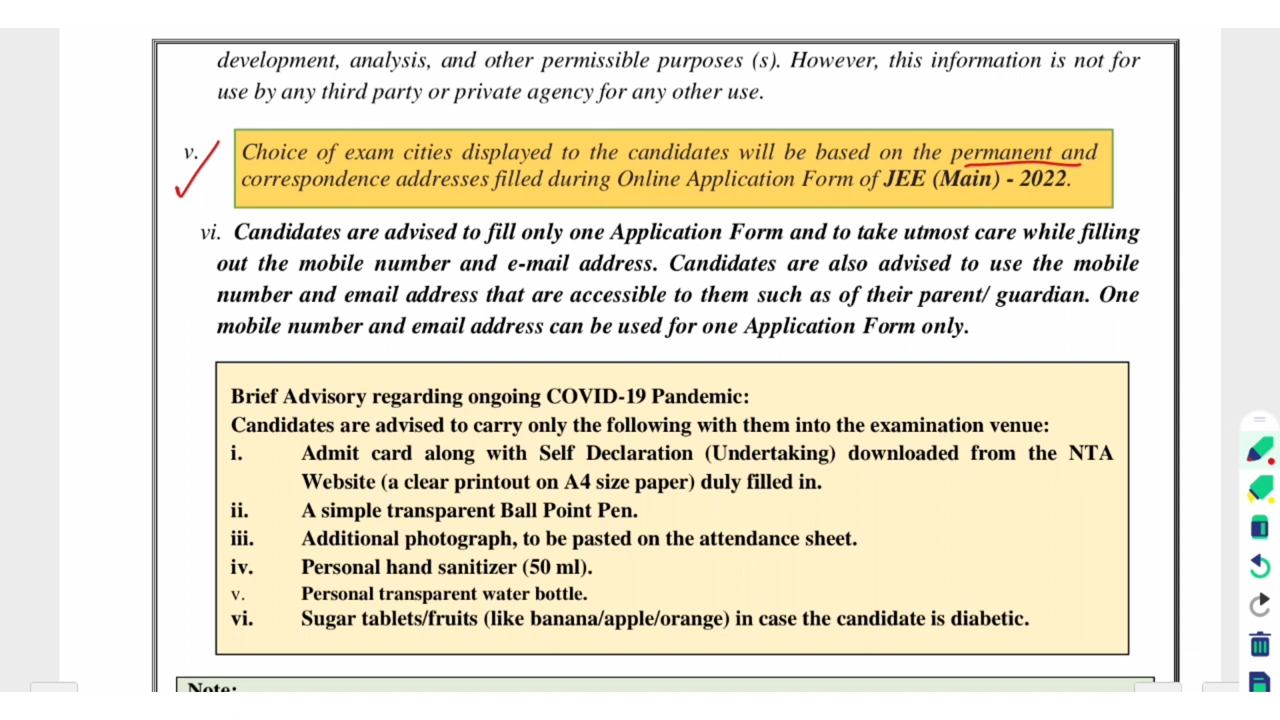 development, analysis, and other permissible purposes (s). However, this information is not for
use by any third party or private agency for any other use.
v. Choice of exam cities displayed to the candidates will be based on the permanent and
correspondence addresses filled during Online Application Form of JEE (Main) - 2022.
vi. Candidates are advised to fill only one Application Form and to take utmost care while filling
out the mobile number and e-mail address. Candidates are also advised to use the mobile
number and email address that are accessible to them such as of their parent/ guardian. One
mobile number and email address can be used for one Application Form only.
Brief Advisory regarding ongoing COVID-19 Pandemic:
Candidates are advised to carry only the following with them into the examination venue:
i. Admit card along with Self Declaration (Undertaking) downloaded from the NTA
Website (a clear printout on A4 size paper) duly filled in.
ii. A simple transparent Ball Point Pen.
iii. Additional photograph, to be pasted on the attendance sheet.
iv. Personal hand sanitizer (50 ml).
v. Personal transparent water bottle.
vi. Sugar tablets/fruits (like banana/apple/orange) in case the candidate is diabetic.
Note: